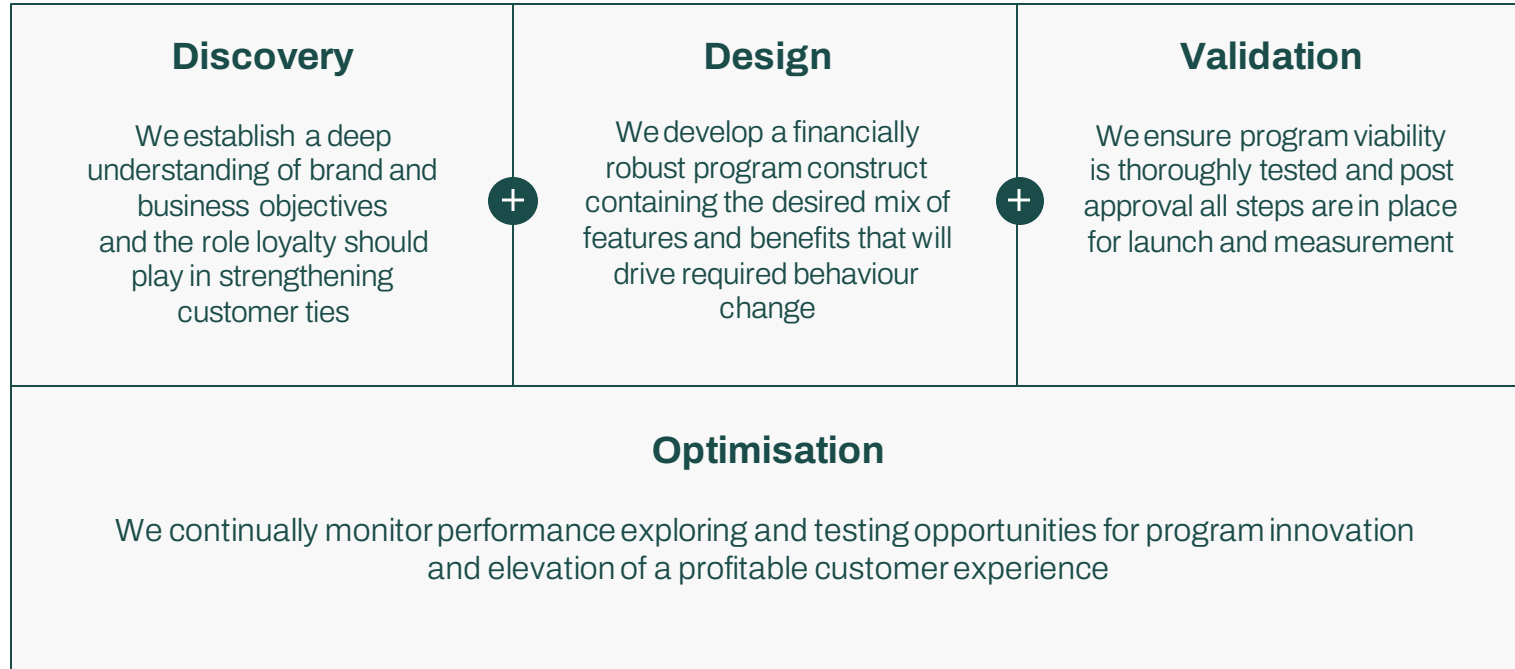 Discovery
We establish a deep
understanding of brand and
business objectives
and the role loyalty should
play in strengthening
customer ties
Design
We develop a financially
robust program construct
containing the desired mix of
features and benefits that will
drive required behaviour
change
Validation
We ensure program viability
is thoroughly tested and post
approval all steps are in place
for launch and measurement
Optimisation
We continually monitor performance exploring and testing opportunities for program innovation
and elevation of a profitable customer experience